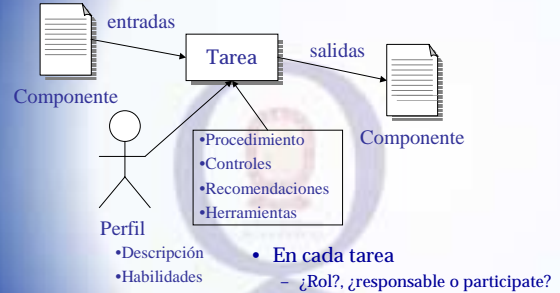 entradas
Tarea
salidas
Componente
Componente
•Procedimiento
•Controles
•Recomendaciones
•Herramientas
Perfil
•Descripción
•Habilidades
• En cada tarea
– ¿Rol?, ¿responsable o participate?